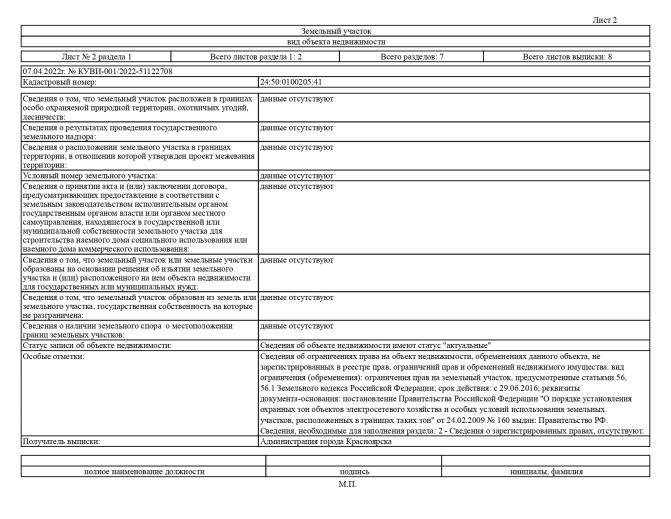 Лист 2
Земельный участок
вид объекта недвижимости
Лист № 2 раздела 1
Всего листов раздела 1: 2
Всего разделов: 7
Всего листов выписки: 8
07.04.2022г. № КУВИ-001/2022-51122708
Кадастровый номер:
24:50:0100205:41
Сведения о том, что земельный участок расположен в границах
особо охраняемой природной территории, охотничьих угодий,
лесничеств:
данные отсутствуют
Сведения о результатах проведения государственного
земельного надзора:
данные отсутствуют
Сведения о расположении земельного участка в границах
территории, в отношении которой утвержден проект межевания
территории:
данные отсутствуют
Условный номер земельного участка:
данные отсутствуют
Сведения о принятии акта и (или) заключении договора,
предусматривающих предоставление в соответствии с
земельным законодательством исполнительным органом
государственным органом власти или органом местного
самоуправления, находящегося в государственной или
муниципальной собственности земельного участка для
строительства наемного дома социального использования или
наемного дома коммерческого использования:
данные отсутствуют
Сведения о том, что земельный участок или земельные участки
образованы на основании решения об изъятии земельного
участка и (или) расположенного на нем объекта недвижимости
для государственных или муниципальных нужд:
данные отсутствуют
Сведения о том, что земельный участок образован из земель или
земельного участка, государственная собственность на которые
не разграничена:
данные отсутствуют
Сведения о наличии земельного спора о местоположении
границ земельных участков:
данные отсутствуют
Статус записи об объекте недвижимости:
Сведения об объекте недвижимости имеют статус "актуальные"
Особые отметки:
Сведения об ограничениях права на объект недвижимости, обременениях данного объекта, не
зарегистрированных в реестре прав, ограничений прав и обременений недвижимого имущества: вид
ограничения (обременения): ограничения прав на земельный участок, предусмотренные статьями 56,
56.1 Земельного кодекса Российской Федерации; срок действия: с 29.06.2016; реквизиты
документа-основания: постановление Правительства Российской Федерации "О порядке установления
охранных зон объектов электросетевого хозяйства и особых условий использования земельных
участков, расположенных в границах таких зон" от 24.02.2009 № 160 выдан: Правительство РФ.
Сведения, необходимые для заполнения раздела: 2 - Сведения о зарегистрированных правах, отсутствуют.
Получатель выписки:
Администрация города Красноярска
полное наименование должности
подпись
инициалы, фамилия
М.П.